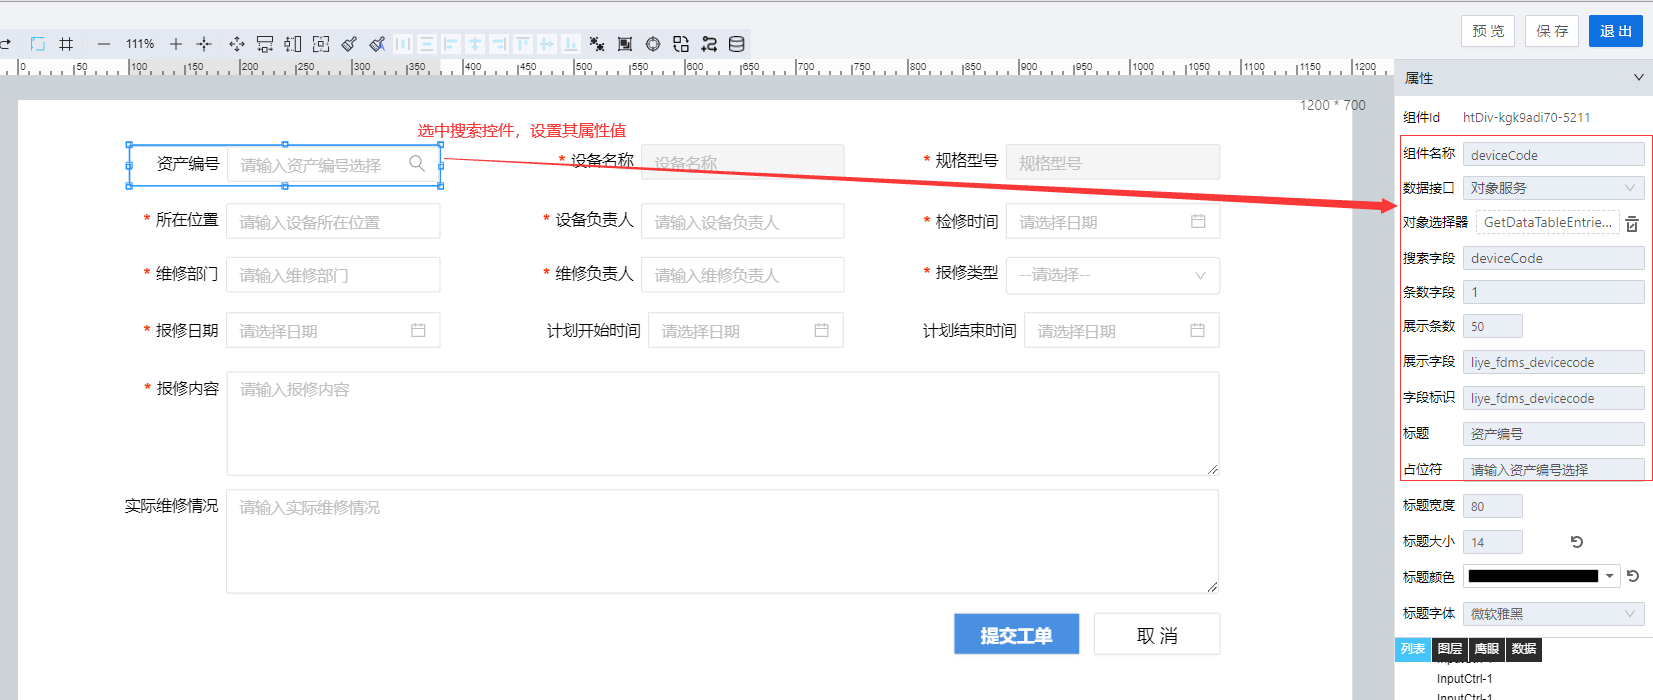 预 览
保 存
退 出
111%
0 50 100 150 200 250 300 350 400 450 500 550 600 650 700 750 800 850 900 950 1000 1050 1100 1150 1200
1200 * 700
选中搜索控件，设置其属性值
资产编号 请输入资产编号选择
* 设备名称 设备名称
* 规格型号 规格型号
* 所在位置 请输入设备所在位置
* 设备负责人 请输入设备负责人
* 检修时间 请选择日期
* 维修部门 请输入维修部门
* 维修负责人 请输入维修负责人
* 报修类型 --请选择--
* 报修日期 请选择日期
计划开始时间 请选择日期
计划结束时间 请选择日期
* 报修内容 请输入报修内容
实际维修情况 请输入实际维修情况
提交工单
取 消
属性
组件Id htDiv-kgk9adi70-5211
组件名称 deviceCode
数据接口 对象服务
对象选择器 GetDataTableEntrie...
搜索字段 deviceCode
条数字段 1
展示条数 50
展示字段 liye_fdms_devicecode
字段标识 liye_fdms_devicecode
标题 资产编号
占位符 请输入资产编号选择
标题宽度 80
标题大小 14
标题颜色
标题字体 微软雅黑
列表 图层 鹰眼 数据
InputCtrl-1
InputCtrl-1
InputCtrl-1